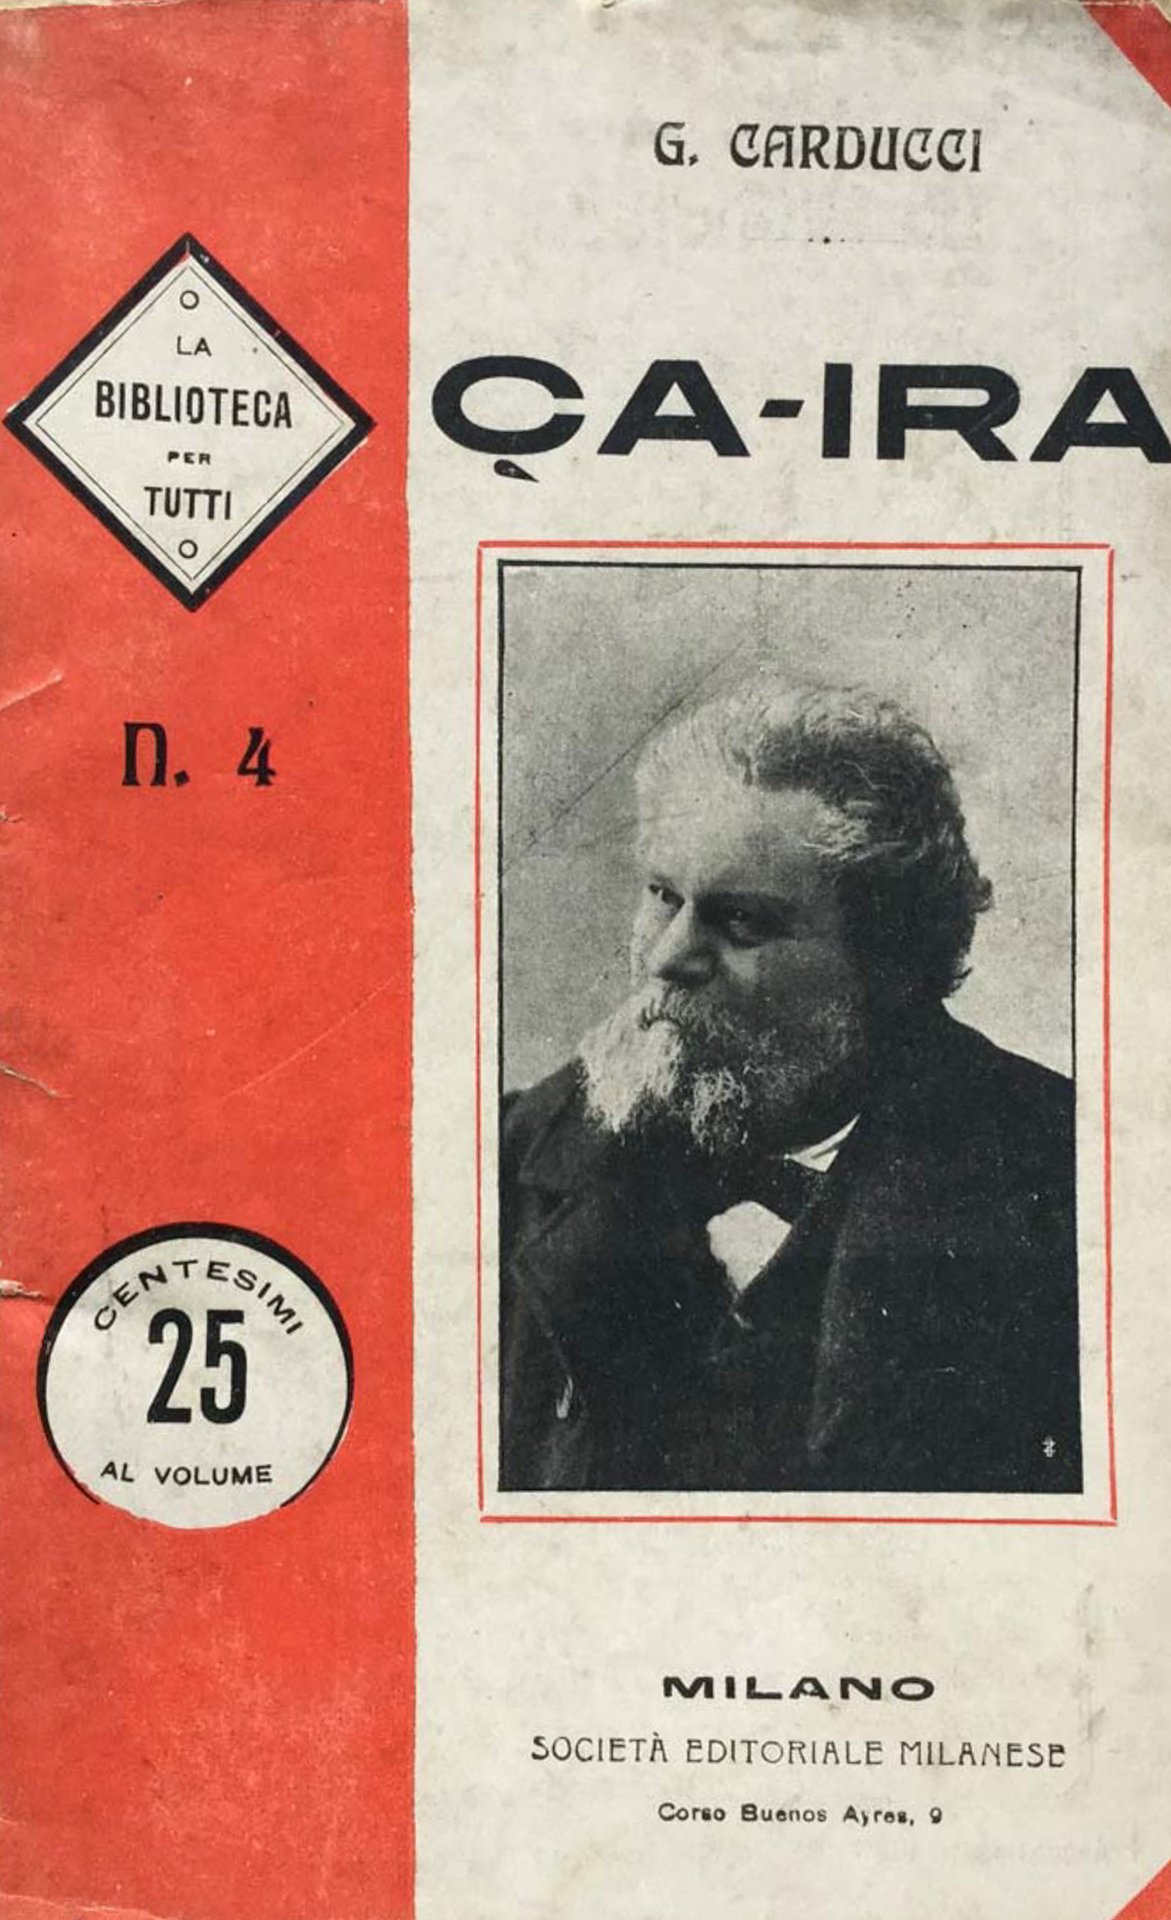 G. CARDUCCI
ÇA-IRA
LA
BIBLIOTECA
PER
TUTTI
N. 4
CENTESIMI
25
AL VOLUME
MILANO
SOCIETÀ EDITORIALE MILANESE
Corso Buenos Ayres, 9